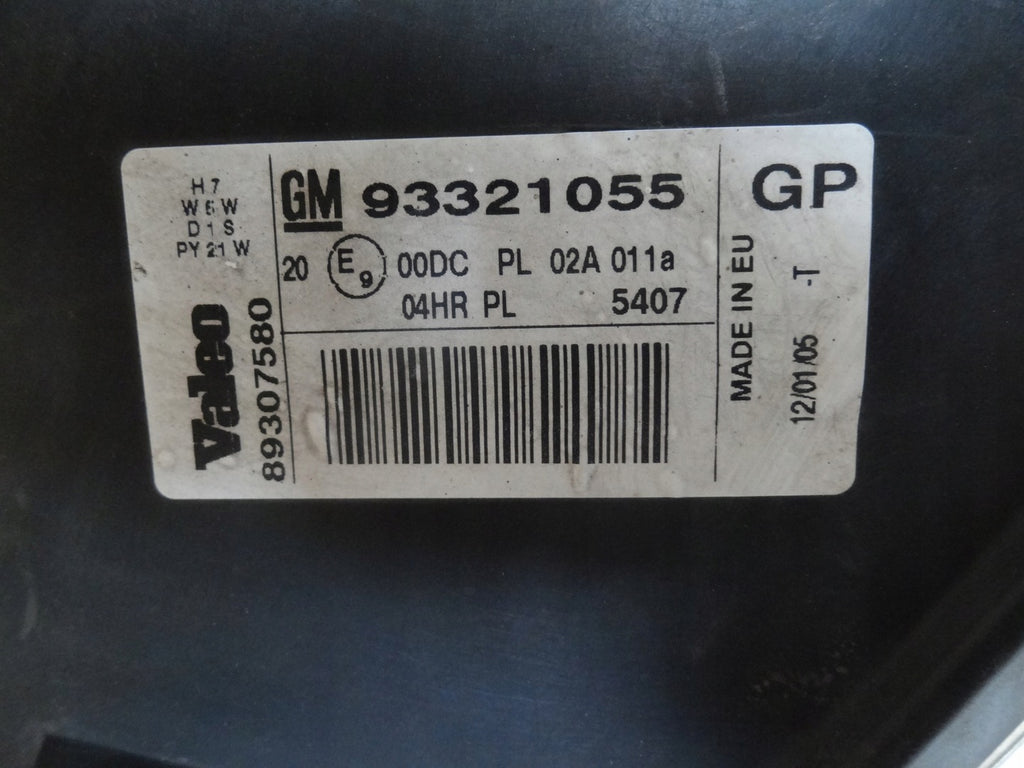 H7
W5W
D1S
PY21W
Valeo
89307580
GM 93321055
20 E9 00DC PL 02A 011a
04HR PL 5407
GP
MADE IN EU
-T
12/01/05